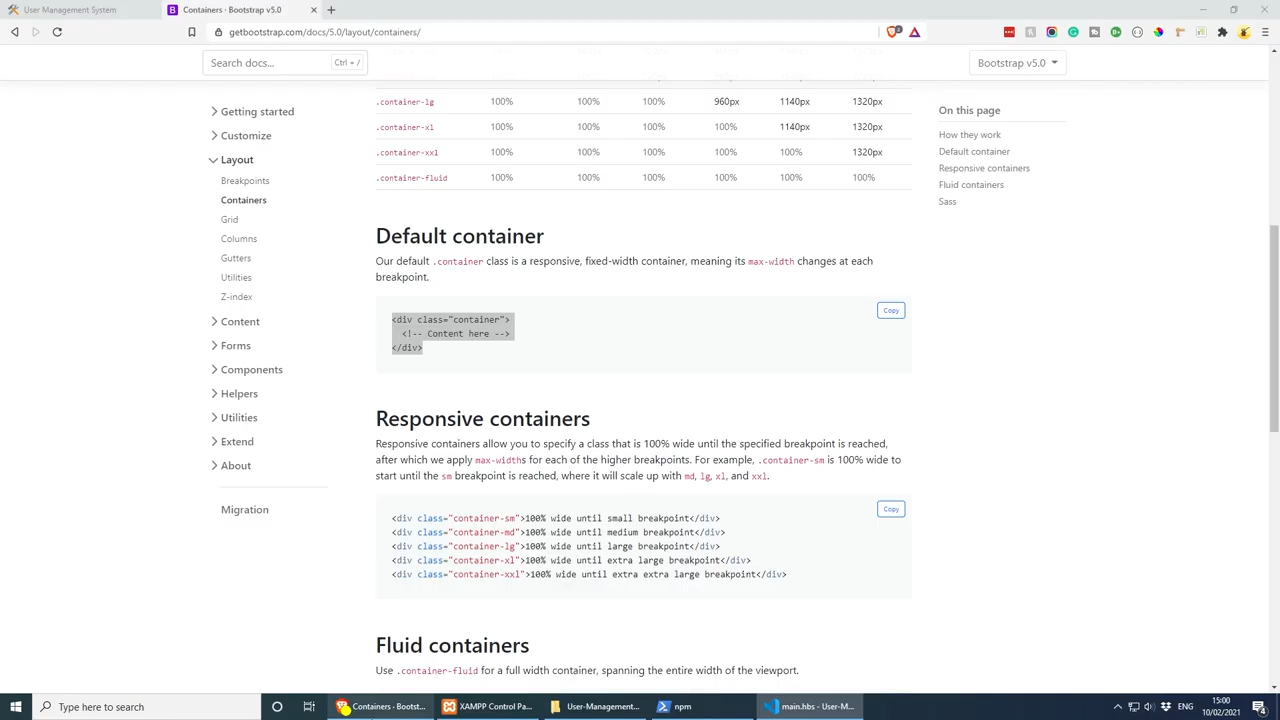 User Management System
Containers · Bootstrap v5.0
getbootstrap.com/docs/5.0/layout/containers/
Search docs...
Ctrl + /
Bootstrap v5.0
Getting started
Customize
Layout
Breakpoints
Containers
Grid
Columns
Gutters
Utilities
Z-index
Content
Forms
Components
Helpers
Utilities
Extend
About
Migration
.container-lg 100% 100% 100% 960px 1140px 1320px
.container-xl 100% 100% 100% 100% 1140px 1320px
.container-xxl 100% 100% 100% 100% 100% 1320px
.container-fluid 100% 100% 100% 100% 100% 100%
Default container
Our default .container class is a responsive, fixed-width container, meaning its max-width changes at each
breakpoint.
Copy
<div class="container">
<!-- Content here -->
</div>
Responsive containers
Responsive containers allow you to specify a class that is 100% wide until the specified breakpoint is reached,
after which we apply max-widths for each of the higher breakpoints. For example, .container-sm is 100% wide to
start until the sm breakpoint is reached, where it will scale up with md, lg, xl, and xxl.
Copy
<div class="container-sm">100% wide until small breakpoint</div>
<div class="container-md">100% wide until medium breakpoint</div>
<div class="container-lg">100% wide until large breakpoint</div>
<div class="container-xl">100% wide until extra large breakpoint</div>
<div class="container-xxl">100% wide until extra extra large breakpoint</div>
Fluid containers
Use .container-fluid for a full width container, spanning the entire width of the viewport.
On this page
How they work
Default container
Responsive containers
Fluid containers
Sass
Type here to search
Containers · Bootst...
XAMPP Control Pa...
User-Management...
npm
main.hbs - User-M...
ENG
15:00
10/02/2021